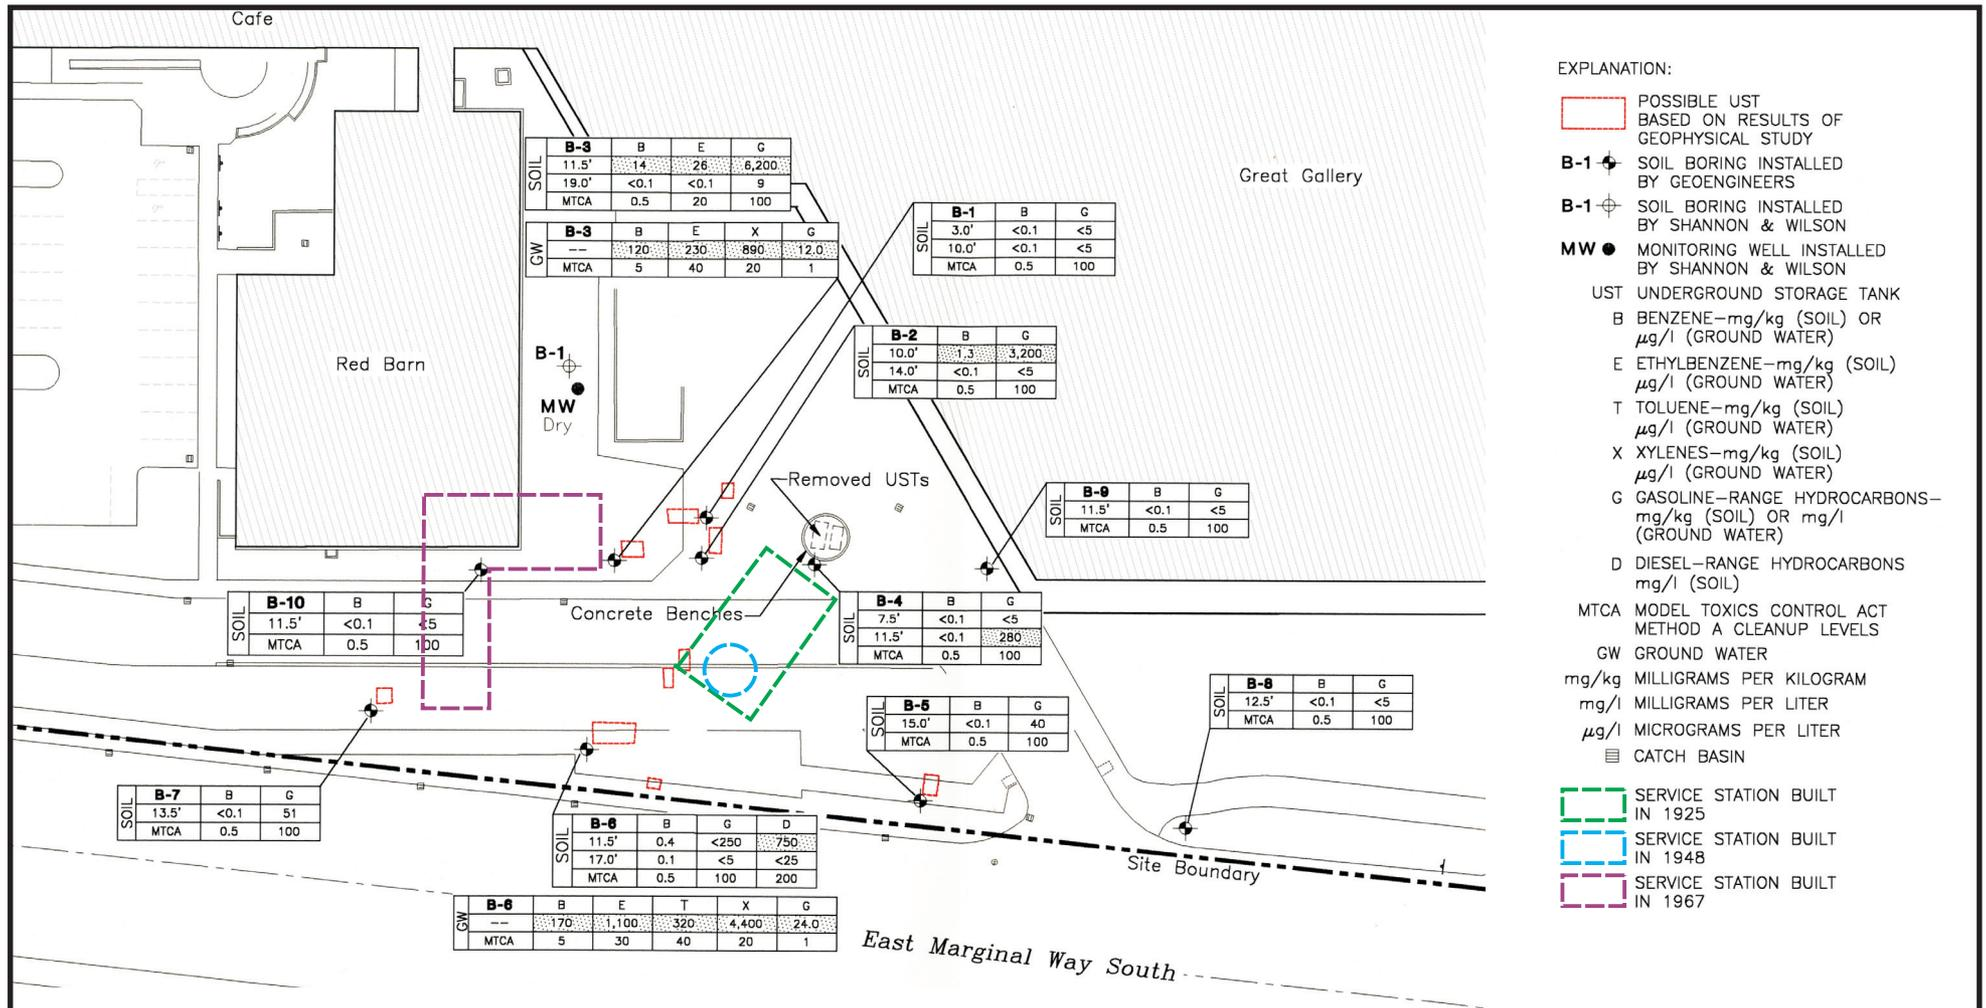 Cafe
Great Gallery
Red Barn
B-1
MW
Dry
Removed USTs
Concrete Benches
Site Boundary
East Marginal Way South
SOIL
B-3 B E G
11.5' 14 26 6,200
19.0' <0.1 <0.1 9
MTCA 0.5 20 100
GW
B-3 B E X G
-- 120 230 890 12.0
MTCA 5 40 20 1
SOIL
B-1 B G
3.0' <0.1 <5
10.0' <0.1 <5
MTCA 0.5 100
SOIL
B-2 B G
10.0' 1.3 3,200
14.0' <0.1 <5
MTCA 0.5 100
SOIL
B-9 B G
11.5' <0.1 <5
MTCA 0.5 100
SOIL
B-10 B G
11.5' <0.1 <5
MTCA 0.5 100
SOIL
B-4 B G
7.5' <0.1 <5
11.5' <0.1 280
MTCA 0.5 100
SOIL
B-5 B G
15.0' <0.1 40
MTCA 0.5 100
SOIL
B-8 B G
12.5' <0.1 <5
MTCA 0.5 100
SOIL
B-7 B G
13.5' <0.1 51
MTCA 0.5 100
SOIL
B-6 B G D
11.5' 0.4 <250 750
17.0' 0.1 <5 <25
MTCA 0.5 100 200
GW
B-6 B E T X G
-- 170 1,100 320 4,400 24.0
MTCA 5 30 40 20 1
EXPLANATION:
POSSIBLE UST
BASED ON RESULTS OF
GEOPHYSICAL STUDY
B-1 SOIL BORING INSTALLED
BY GEOENGINEERS
B-1 SOIL BORING INSTALLED
BY SHANNON & WILSON
MW MONITORING WELL INSTALLED
BY SHANNON & WILSON
UST UNDERGROUND STORAGE TANK
B BENZENE-mg/kg (SOIL) OR
µg/l (GROUND WATER)
E ETHYLBENZENE-mg/kg (SOIL)
µg/l (GROUND WATER)
T TOLUENE-mg/kg (SOIL)
µg/l (GROUND WATER)
X XYLENES-mg/kg (SOIL)
µg/l (GROUND WATER)
G GASOLINE-RANGE HYDROCARBONS-
mg/kg (SOIL) OR mg/l
(GROUND WATER)
D DIESEL-RANGE HYDROCARBONS
mg/l (SOIL)
MTCA MODEL TOXICS CONTROL ACT
METHOD A CLEANUP LEVELS
GW GROUND WATER
mg/kg MILLIGRAMS PER KILOGRAM
mg/l MILLIGRAMS PER LITER
µg/l MICROGRAMS PER LITER
CATCH BASIN
SERVICE STATION BUILT
IN 1925
SERVICE STATION BUILT
IN 1948
SERVICE STATION BUILT
IN 1967